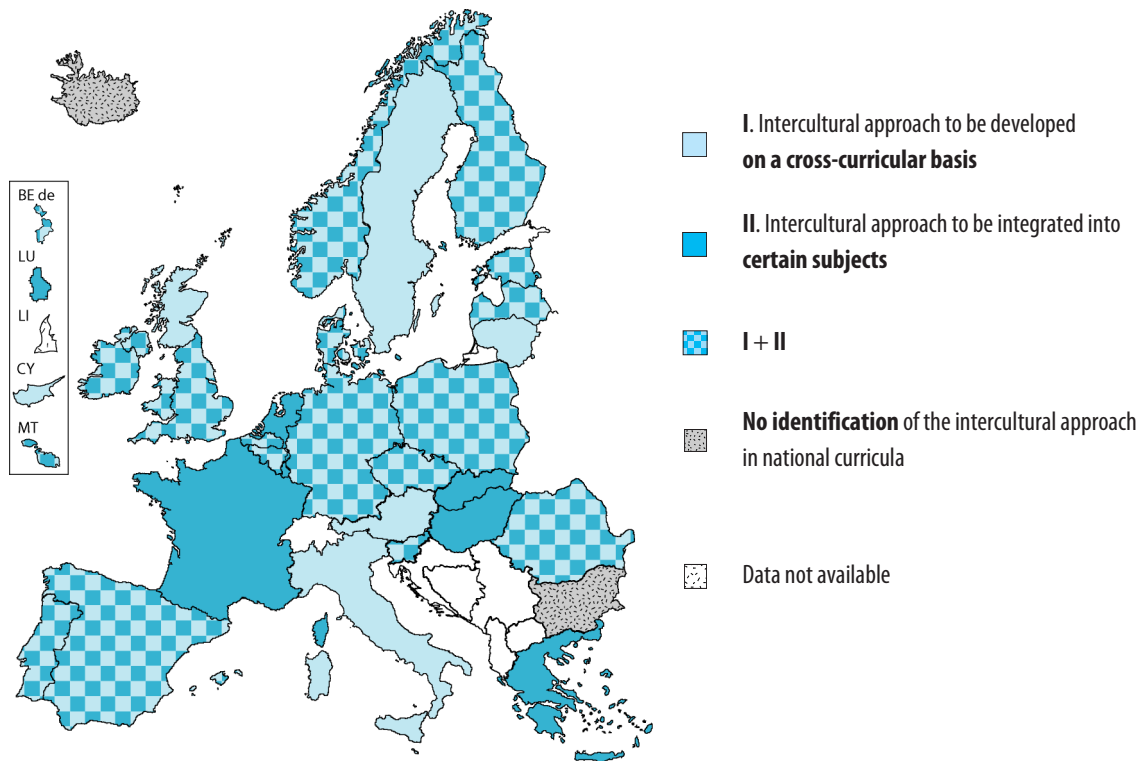 BE de
LU
LI
CY
MT
I. Intercultural approach to be developed
on a cross-curricular basis
II. Intercultural approach to be integrated into
certain subjects
I + II
No identification of the intercultural approach
in national curricula
Data not available